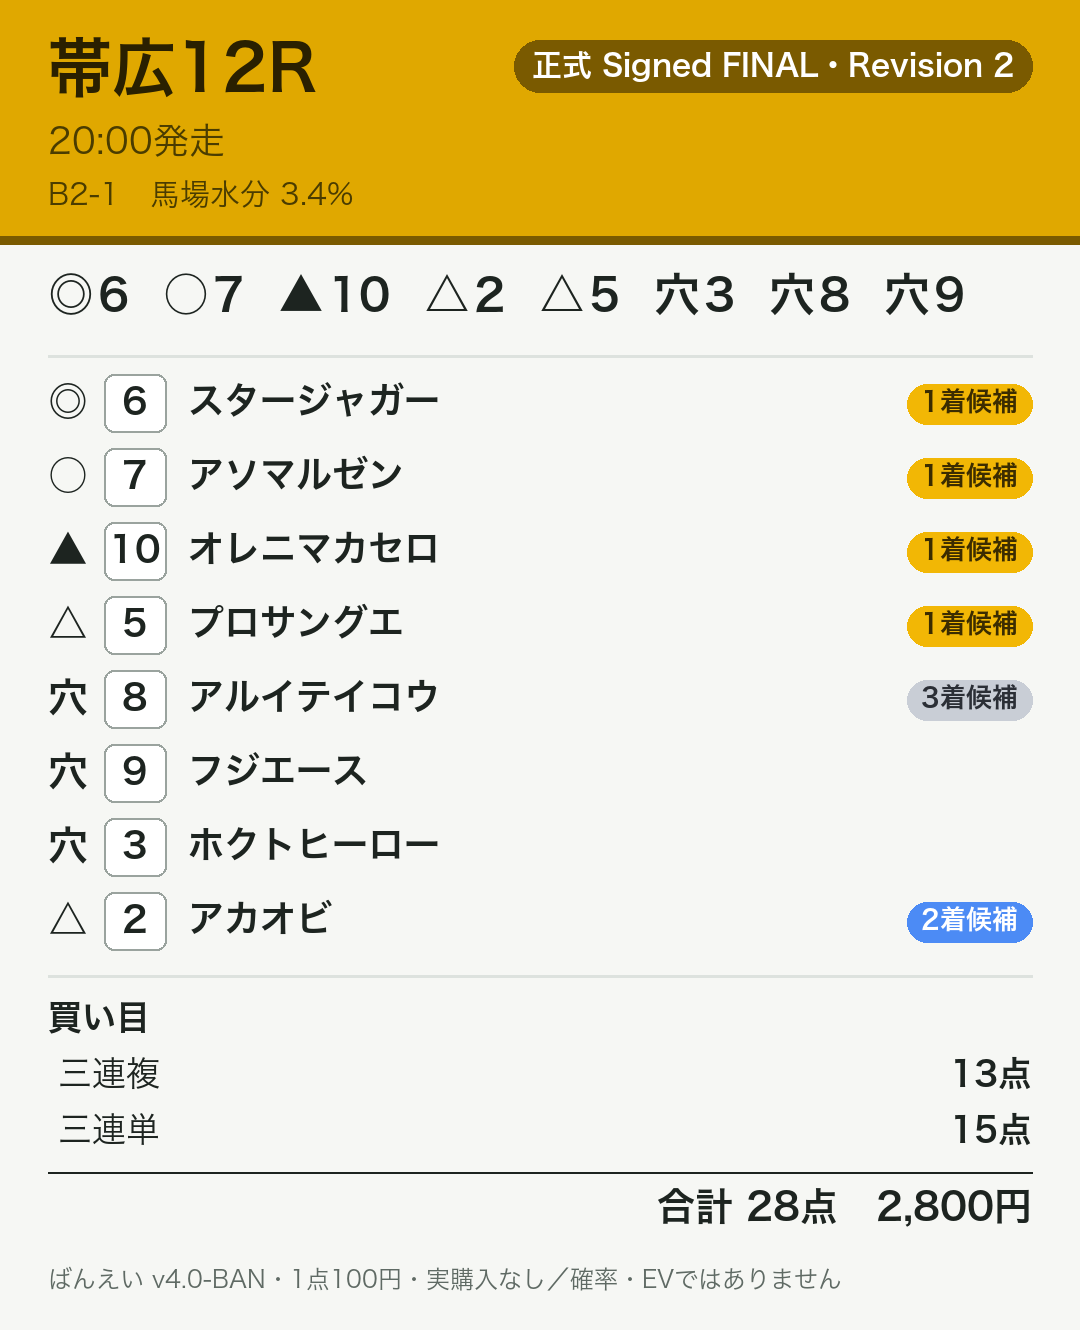 帯広12R
正式 Signed FINAL・Revision 2
20:00発走
B2-1　馬場水分 3.4%
◎6 ○7 ▲10 △2 △5 穴3 穴8 穴9
◎ 6 スタージャガー 1着候補
○ 7 アソマルゼン 1着候補
▲ 10 オレニマカセロ 1着候補
△ 5 プロサングエ 1着候補
穴 8 アルイテイコウ 3着候補
穴 9 フジエース
穴 3 ホクトヒーロー
△ 2 アカオビ 2着候補
買い目
三連複 13点
三連単 15点
合計 28点　2,800円
ばんえい v4.0-BAN・1点100円・実購入なし／確率・EVではありません